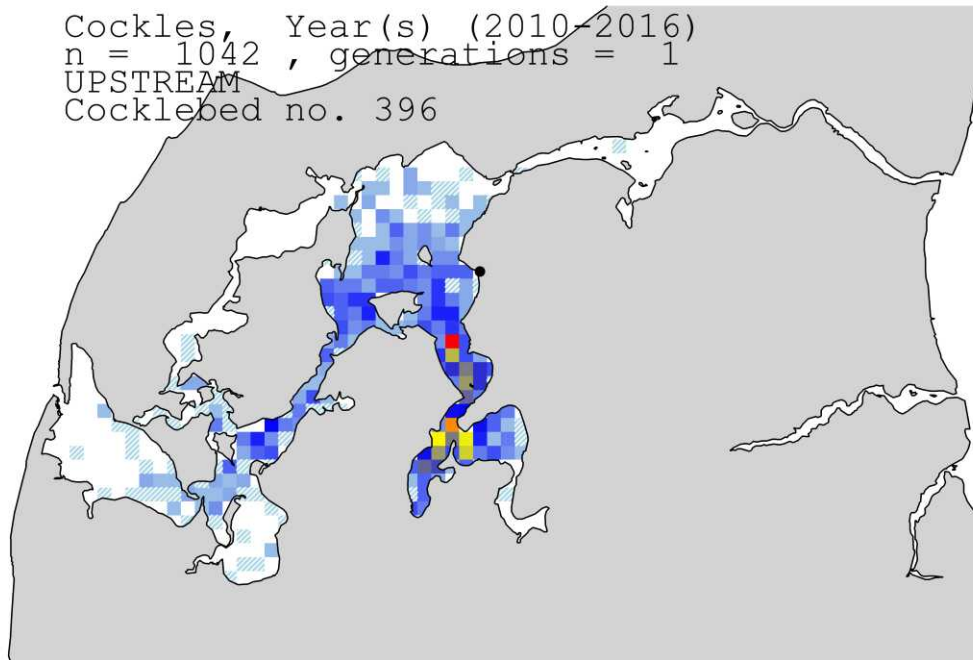 Cockles, Year(s) (2010-2016)
n = 1042 , generations = 1
UPSTREAM
Cocklebed no. 396